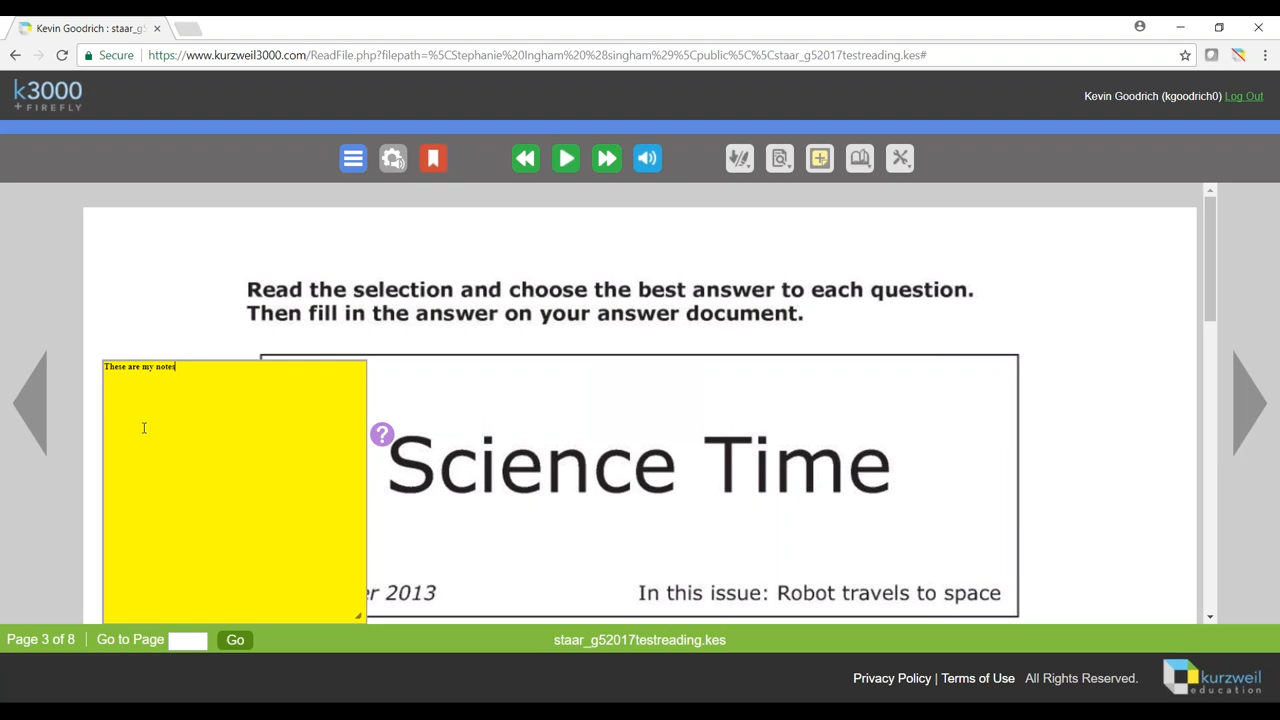 Kevin Goodrich : staar_g5
Secure
https://www.kurzweil3000.com/ReadFile.php?filepath=%5CStephanie%20Ingham%20%28singham%29%5Cpublic%5C%5Cstaar_g52017testreading.kes#
k3000
+FIREFLY
Kevin Goodrich (kgoodrich0) Log Out
Read the selection and choose the best answer to each question.
Then fill in the answer on your answer document.
These are my notes
?
Science Time
er 2013
In this issue: Robot travels to space
Page 3 of 8
Go to Page
Go
staar_g52017testreading.kes
Privacy Policy | Terms of Use All Rights Reserved.
kurzweil
education